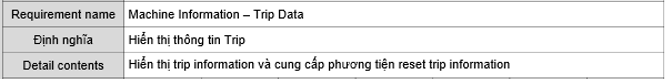 Requirement name Machine Information – Trip Data
Định nghĩa Hiển thị thông tin Trip
Detail contents Hiển thị trip information và cung cấp phương tiện reset trip information